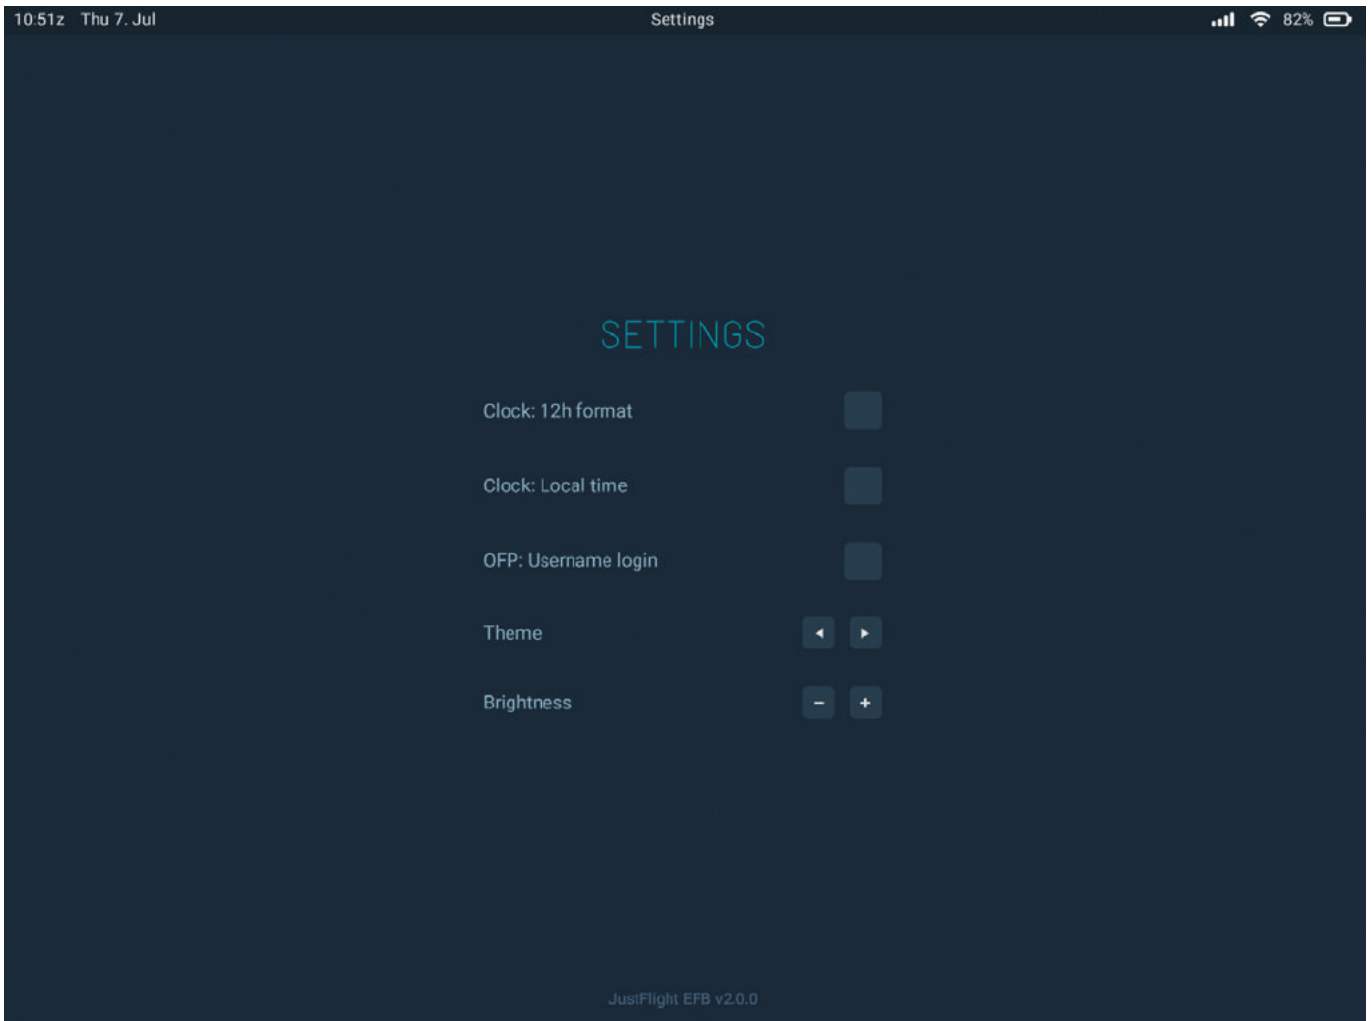 10:51z Thu 7. Jul Settings 82%
SETTINGS
Clock: 12h format
Clock: Local time
OFP: Username login
Theme
Brightness
JustFlight EFB v2.0.0